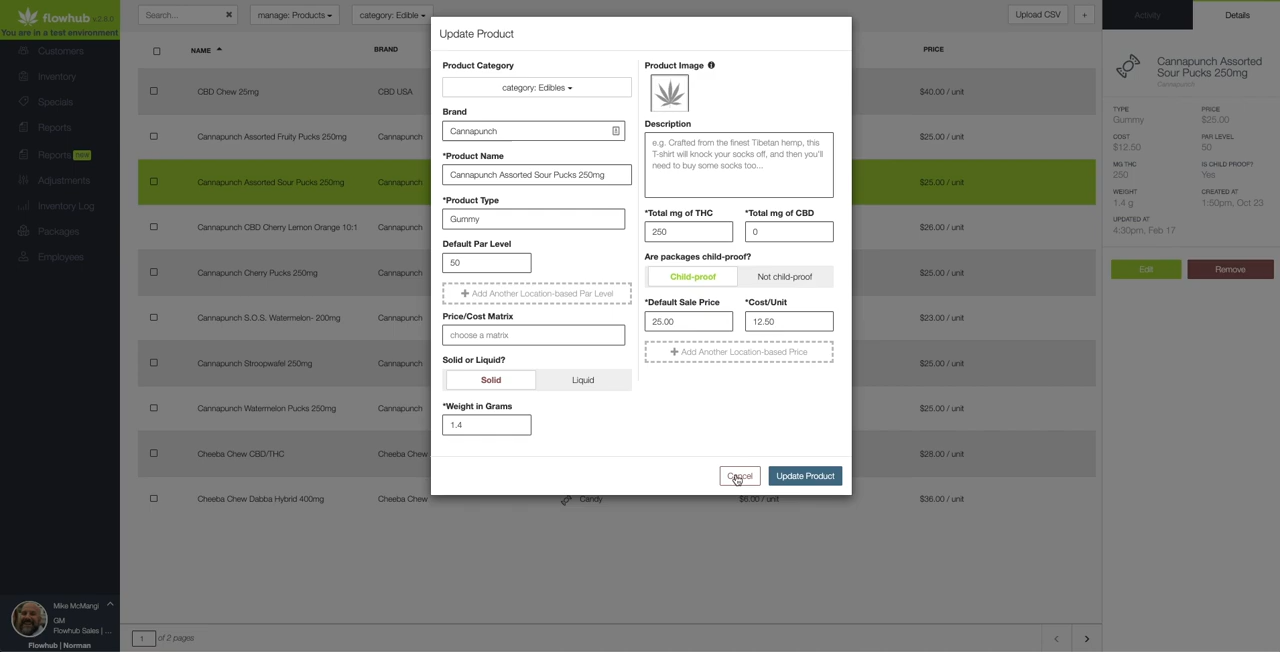 flowhub v 2.6.0
You are in a test environment
Customers
Inventory
Specials
Reports
Reports new
Adjustments
Inventory Log
Packages
Employees
Mike McMangi
GM
Flowhub Sales | ...
Flowhub | Norman
Search...
manage: Products
category: Edible
Upload CSV
+
NAME
BRAND
PRICE
CBD Chew 25mg
CBD USA
$40.00 / unit
Cannapunch Assorted Fruity Pucks 250mg
Cannapunch
$25.00 / unit
Cannapunch Assorted Sour Pucks 250mg
Cannapunch
$25.00 / unit
Cannapunch CBD Cherry Lemon Orange 10:1
Cannapunch
$26.00 / unit
Cannapunch Cherry Pucks 250mg
Cannapunch
$25.00 / unit
Cannapunch S.O.S. Watermelon- 200mg
Cannapunch
$23.00 / unit
Cannapunch Stroopwafel 250mg
Cannapunch
$25.00 / unit
Cannapunch Watermelon Pucks 250mg
Cannapunch
$25.00 / unit
Cheeba Chew CBD/THC
Cheeba Chew
$28.00 / unit
Cheeba Chew Dabba Hybrid 400mg
Cheeba Chew
Candy
$6.00 / unit
$36.00 / unit
1 of 2 pages
Update Product
Product Category
category: Edibles
Brand
Cannapunch
*Product Name
Cannapunch Assorted Sour Pucks 250mg
*Product Type
Gummy
Default Par Level
50
Add Another Location-based Par Level
Price/Cost Matrix
choose a matrix
Solid or Liquid?
Solid
Liquid
*Weight in Grams
1.4
Product Image
Description
e.g. Crafted from the finest Tibetan hemp, this
T-shirt will knock your socks off, and then you'll
need to buy some socks too...
*Total mg of THC
*Total mg of CBD
250
0
Are packages child-proof?
Child-proof
Not child-proof
*Default Sale Price
*Cost/Unit
25.00
12.50
Add Another Location-based Price
Cancel
Update Product
Activity
Details
Cannapunch Assorted
Sour Pucks 250mg
Cannapunch
TYPE
PRICE
Gummy
$25.00
COST
PAR LEVEL
$12.50
50
MG THC
IS CHILD PROOF?
250
Yes
WEIGHT
CREATED AT
1.4 g
1:50pm, Oct 23
UPDATED AT
4:30pm, Feb 17
Edit
Remove